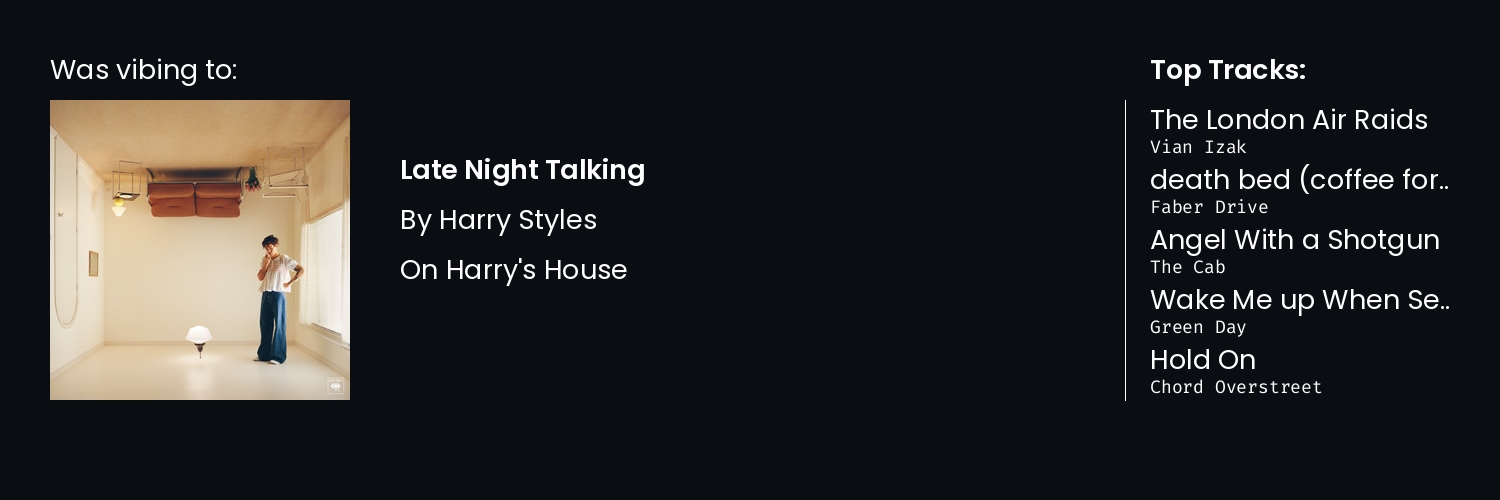 Was vibing to:
Late Night Talking
By Harry Styles
On Harry's House
Top Tracks:
The London Air Raids
Vian Izak
death bed (coffee for..
Faber Drive
Angel With a Shotgun
The Cab
Wake Me up When Se..
Green Day
Hold On
Chord Overstreet